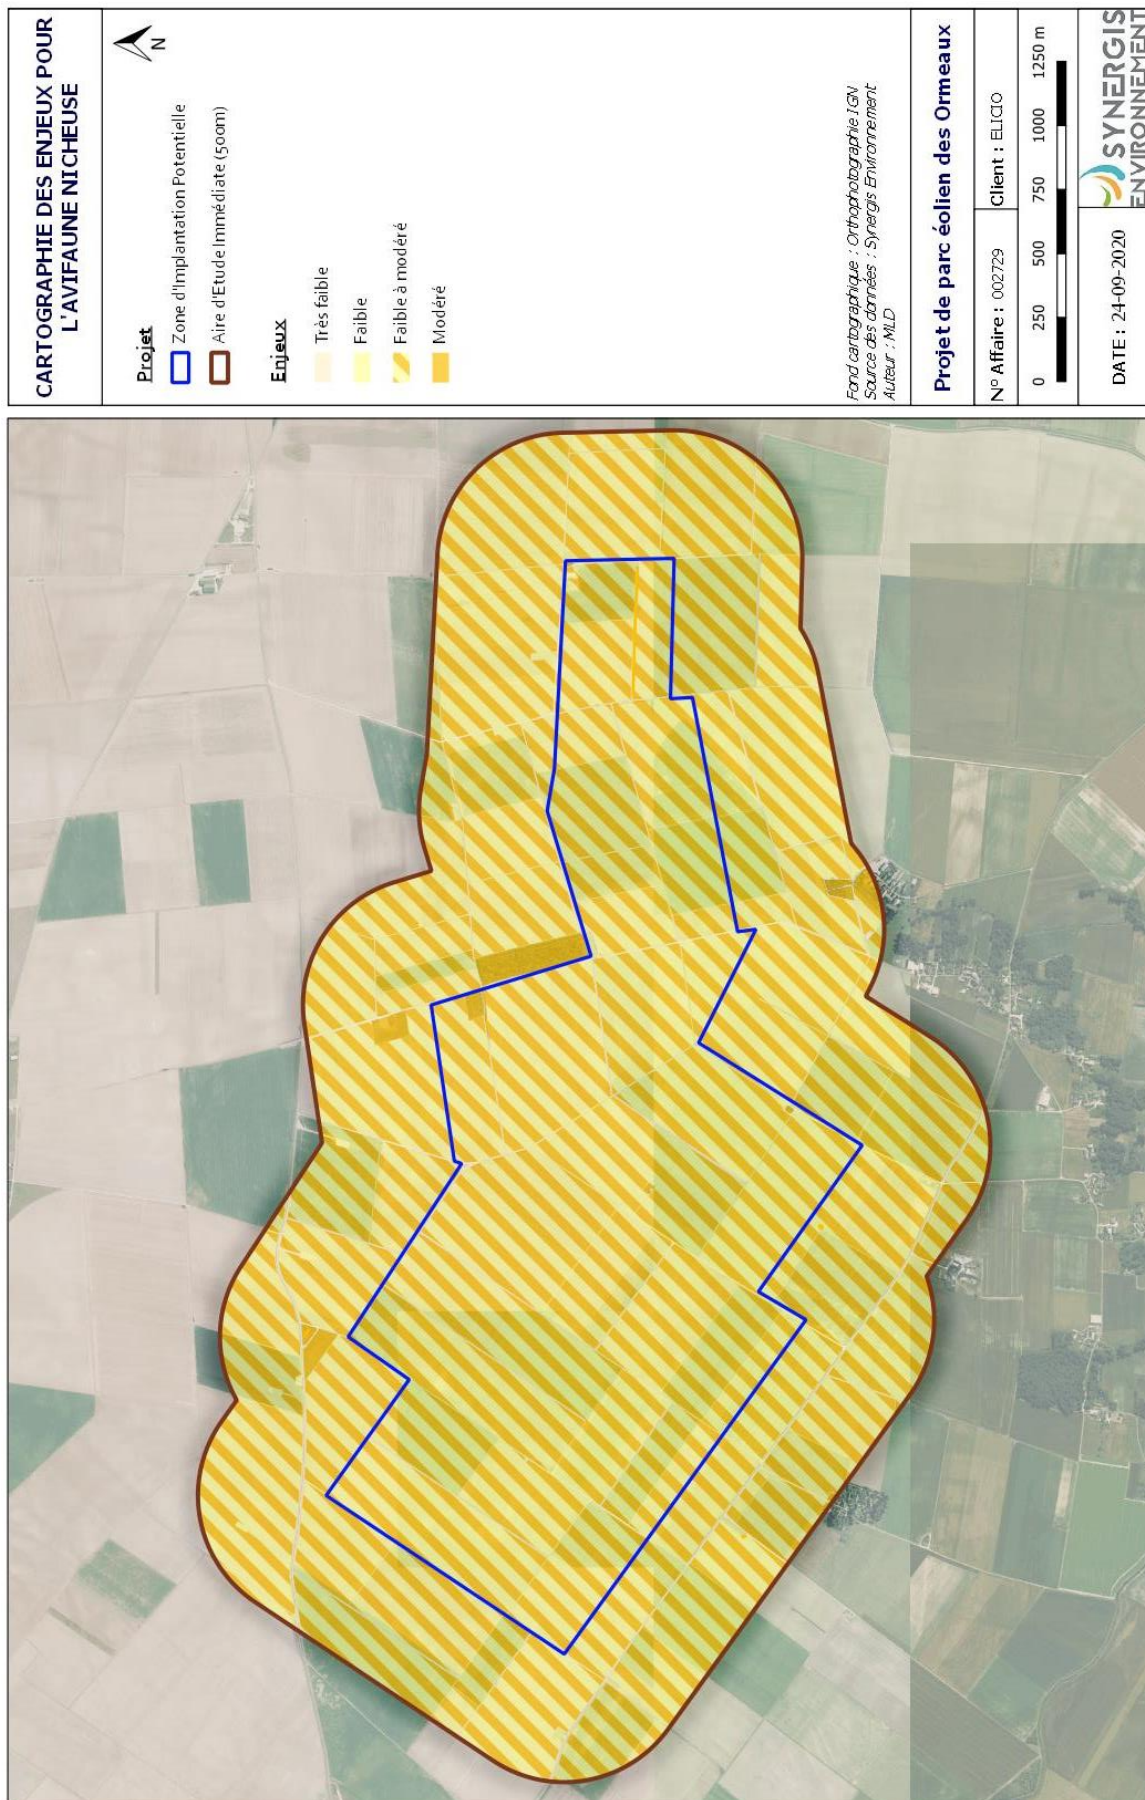 CARTOGRAPHIE DES ENJEUX POUR
L'AVIFAUNE NICHEUSE
N
Projet
Zone d'Implantation Potentielle
Aire d'Etude Immédiate (500m)
Enjeux
Très faible
Faible
Faible à modéré
Modéré
Fond cartographique : Orthophotographie IGN
Source des données : Synergis Environnement
Auteur : MLD
Projet de parc éolien des Ormeaux
N° Affaire : 002729
Client : ELICIO
0 250 500 750 1000 1250 m
DATE : 24-09-2020
SYNERGIS
ENVIRONNEMENT